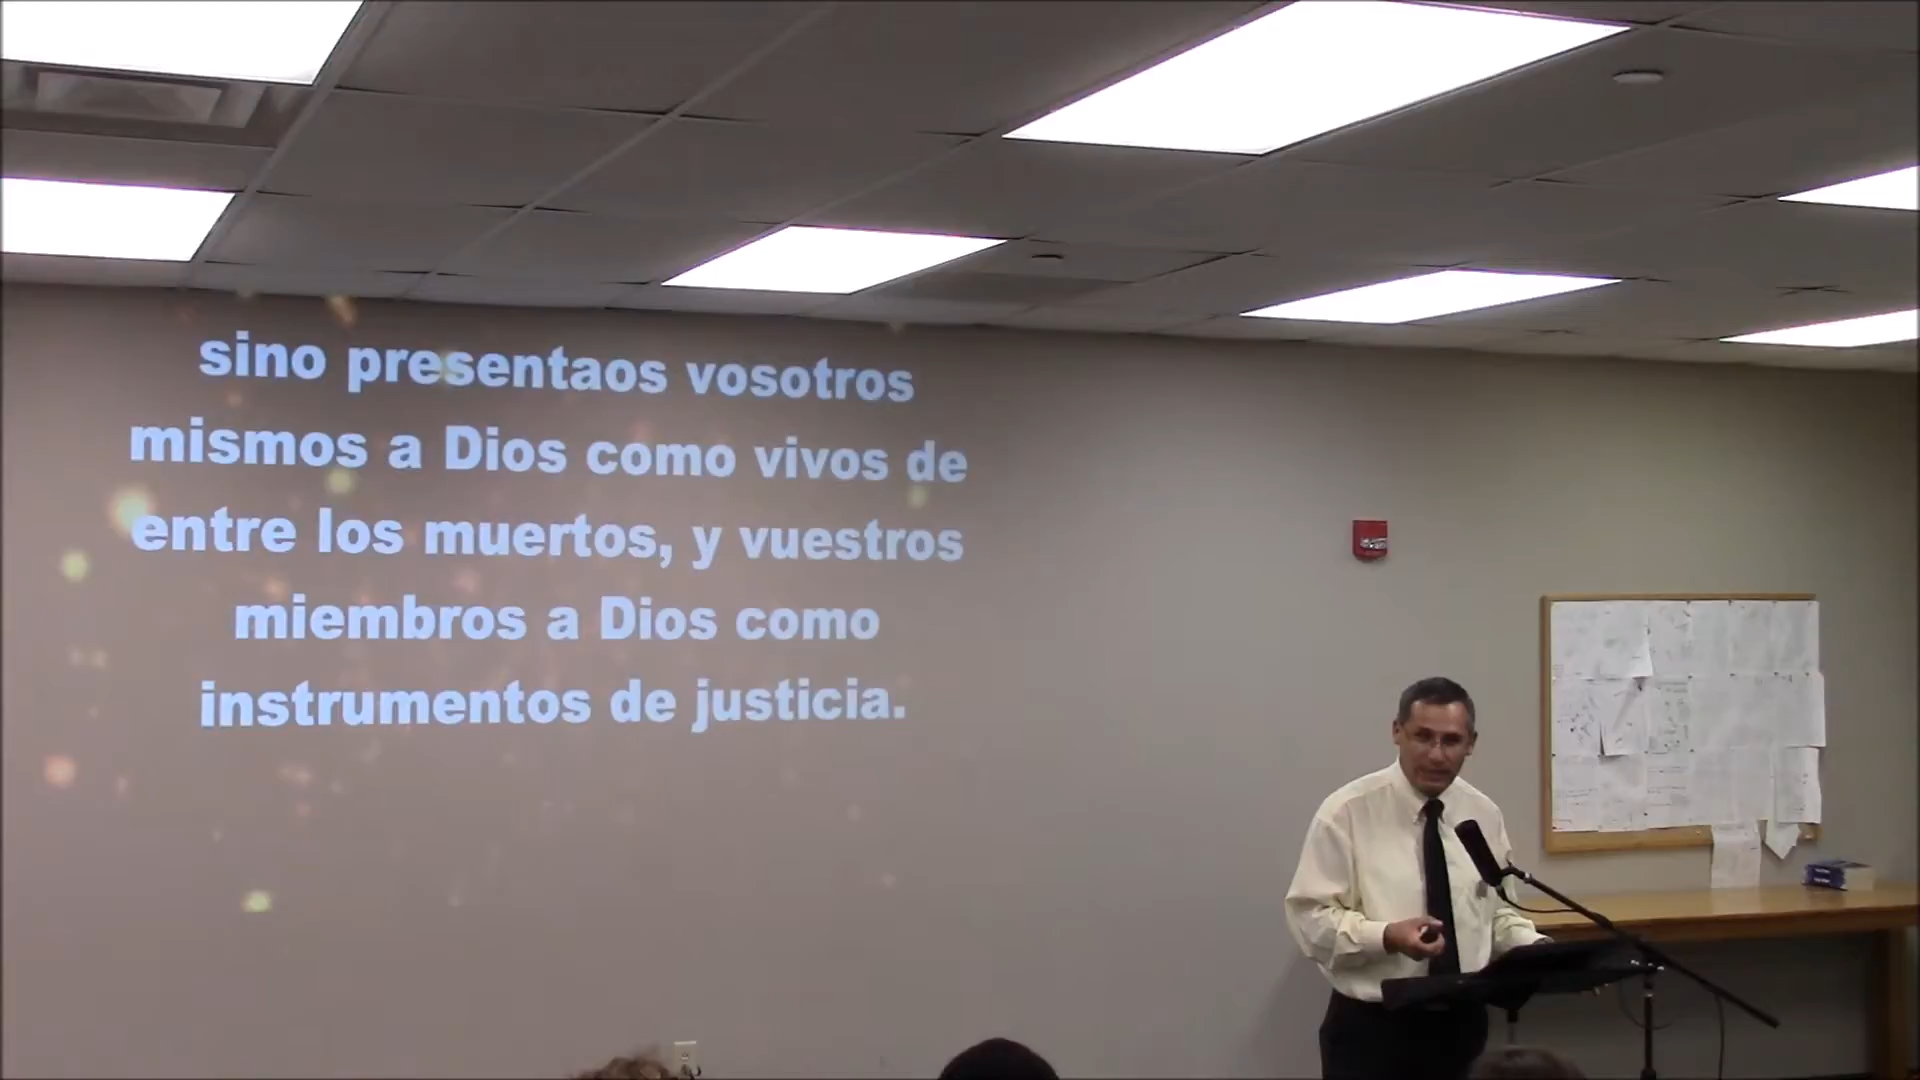 sino presentaos vosotros
mismos a Dios como vivos de
entre los muertos, y vuestros
miembros a Dios como
instrumentos de justicia.